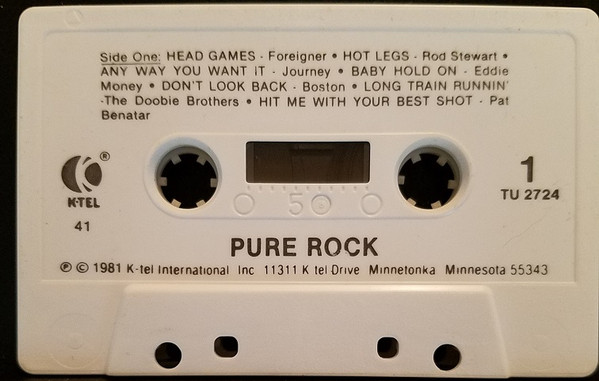 Side One: HEAD GAMES - Foreigner • HOT LEGS - Rod Stewart •
ANY WAY YOU WANT IT - Journey • BABY HOLD ON - Eddie
Money • DON'T LOOK BACK - Boston • LONG TRAIN RUNNIN'
-The Doobie Brothers • HIT ME WITH YOUR BEST SHOT - Pat
Benatar
®
K-TEL
41
50
1
TU 2724
PURE ROCK
℗ © 1981 K-tel International Inc 11311 K tel Drive Minnetonka Minnesota 55343